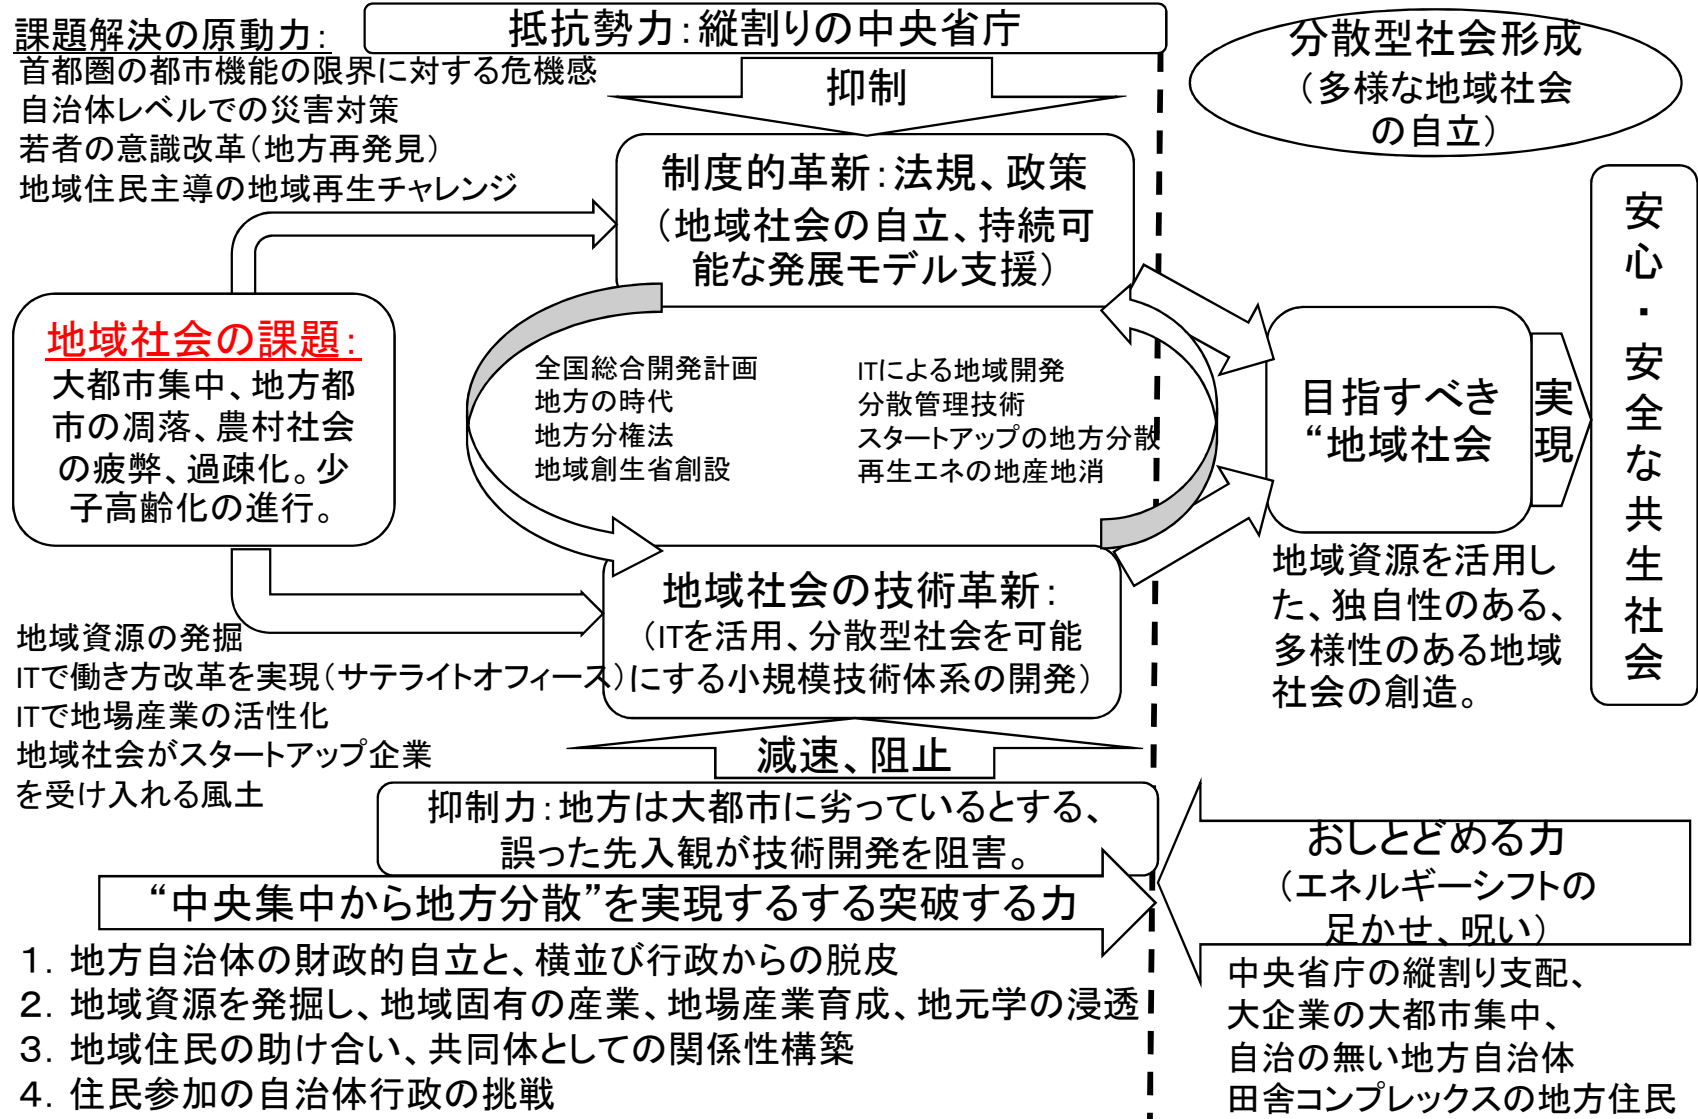 課題解決の原動力：
首都圏の都市機能の限界に対する危機感
自治体レベルでの災害対策
若者の意識改革（地方再発見）
地域住民主導の地域再生チャレンジ
抵抗勢力：縦割りの中央省庁
抑制
制度的革新：法規、政策
（地域社会の自立、持続可
能な発展モデル支援）
分散型社会形成
（多様な地域社会
の自立）
地域社会の課題：
大都市集中、地方都
市の凋落、農村社会
の疲弊、過疎化。少
子高齢化の進行。
全国総合開発計画
地方の時代
地方分権法
地域創生省創設
ITによる地域開発
分散管理技術
スタートアップの地方分散
再生エネの地産地消
目指すべき
“地域社会
実現
安心・安全な共生社会
地域資源を活用し
た、独自性のある、
多様性のある地域
社会の創造。
地域社会の技術革新：
（ITを活用、分散型社会を可能
にする小規模技術体系の開発）
地域資源の発掘
ITで働き方改革を実現（サテライトオフィース）
ITで地場産業の活性化
地域社会がスタートアップ企業
を受け入れる風土
減速、阻止
抑制力：地方は大都市に劣っているとする、
誤った先入観が技術開発を阻害。
“中央集中から地方分散”を実現するする突破する力
おしとどめる力
（エネルギーシフトの
足かせ、呪い）
1．地方自治体の財政的自立と、横並び行政からの脱皮
2．地域資源を発掘し、地域固有の産業、地場産業育成、地元学の浸透
3．地域住民の助け合い、共同体としての関係性構築
4．住民参加の自治体行政の挑戦
中央省庁の縦割り支配、
大企業の大都市集中、
自治の無い地方自治体
田舎コンプレックスの地方住民